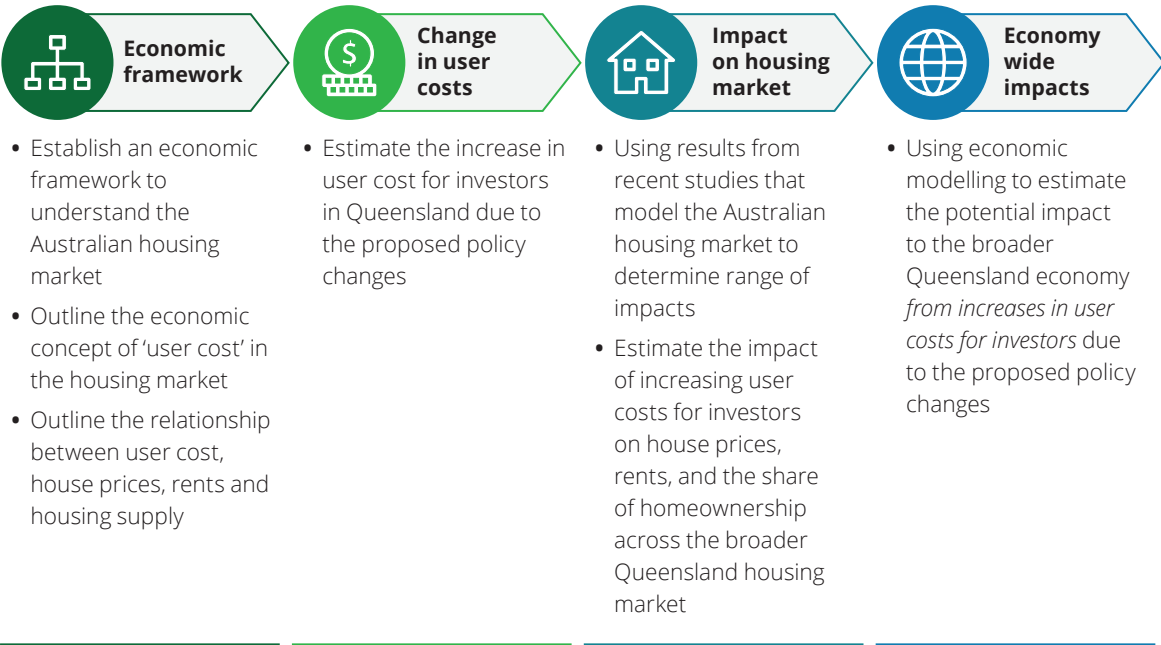 Economic
framework
• Establish an economic
framework to
understand the
Australian housing
market
• Outline the economic
concept of ‘user cost’ in
the housing market
• Outline the relationship
between user cost,
house prices, rents and
housing supply
$
Change
in user
costs
• Estimate the increase in
user cost for investors
in Queensland due to
the proposed policy
changes
Impact
on housing
market
• Using results from
recent studies that
model the Australian
housing market to
determine range of
impacts
• Estimate the impact
of increasing user
costs for investors
on house prices,
rents, and the share
of homeownership
across the broader
Queensland housing
market
Economy
wide
impacts
• Using economic
modelling to estimate
the potential impact
to the broader
Queensland economy
from increases in user
costs for investors due
to the proposed policy
changes